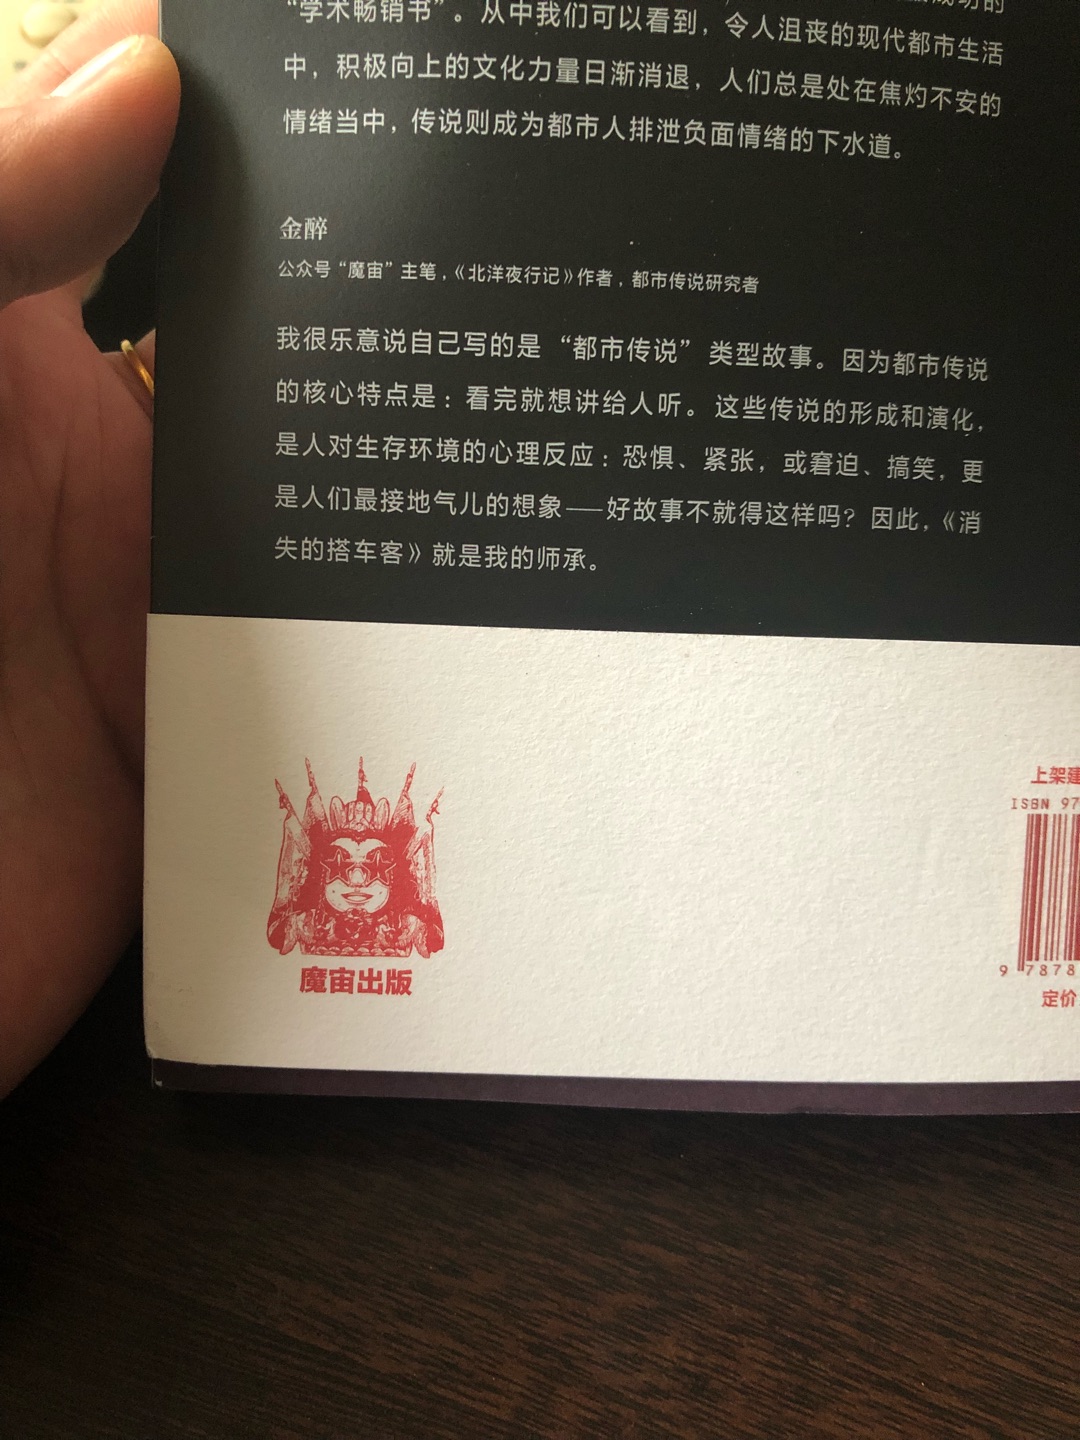 成功的
“学术畅销书”。从中我们可以看到，令人沮丧的现代都市生活
中，积极向上的文化力量日渐消退，人们总是处在焦灼不安的
情绪当中，传说则成为都市人排泄负面情绪的下水道。
金醉
公众号“魔宙”主笔，《北洋夜行记》作者，都市传说研究者
我很乐意说自己写的是“都市传说”类型故事。因为都市传说
的核心特点是：看完就想讲给人听。这些传说的形成和演化，
是人对生存环境的心理反应：恐惧、紧张，或窘迫、搞笑，更
是人们最接地气儿的想象——好故事不就得这样吗？因此，《消
失的搭车客》就是我的师承。
上架建
ISBN 97
9 7878
定价
魔宙出版